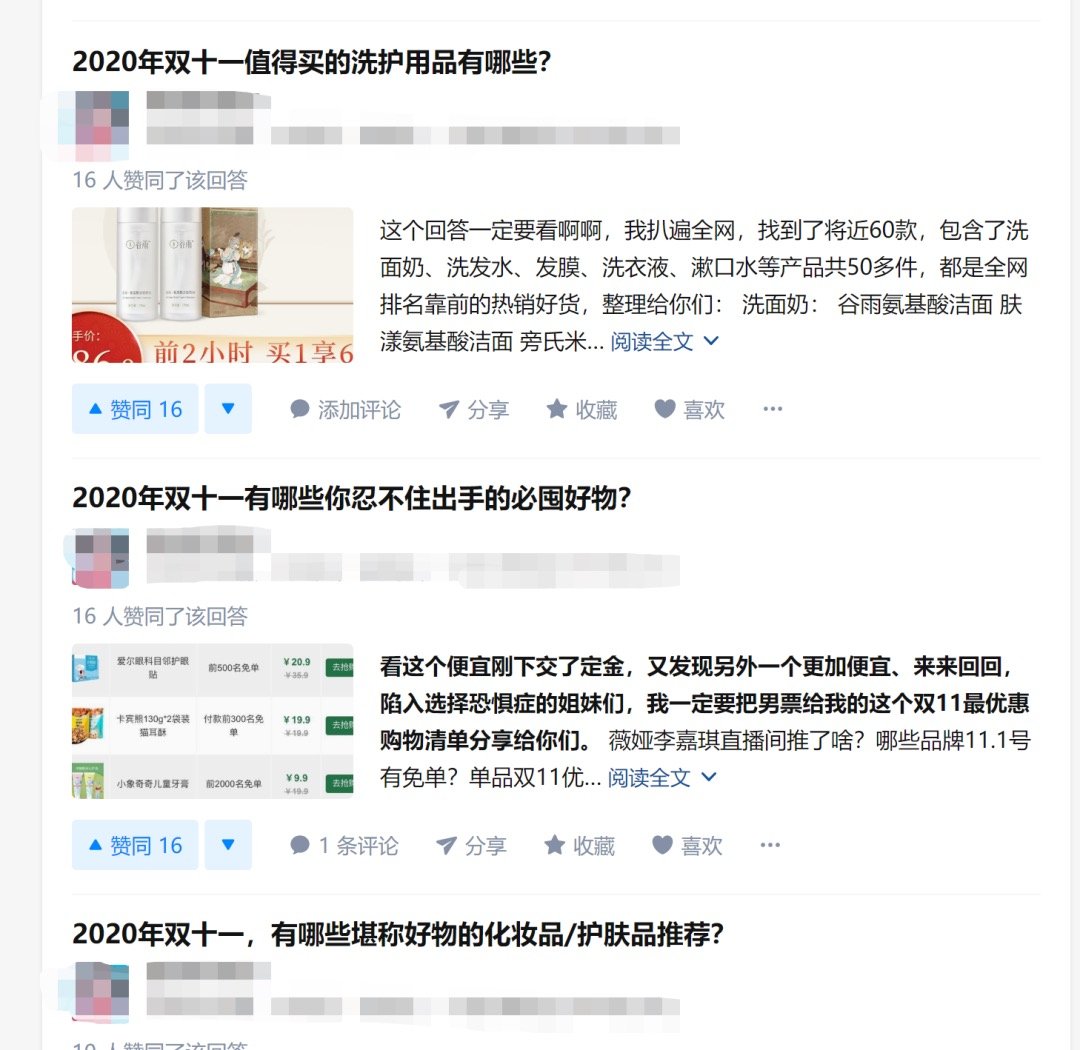 2020年双十一值得买的洗护用品有哪些？
16 人赞同了该回答
谷雨 谷雨
手价：
前2小时 买1享6
这个回答一定要看啊啊，我扒遍全网，找到了将近60款，包含了洗
面奶、洗发水、发膜、洗衣液、漱口水等产品共50多件，都是全网
排名靠前的热销好货，整理给你们： 洗面奶： 谷雨氨基酸洁面 肤
漾氨基酸洁面 旁氏米... 阅读全文
赞同 16 添加评论 分享 收藏 喜欢 ···
2020年双十一有哪些你忍不住出手的必囤好物？
16 人赞同了该回答
爱尔眼科目邻护眼
贴
前500名免单
¥20.9
¥35.9
去抢购
卡宾熊130g*2袋装
猫耳酥
付款前300名免
单
¥19.9
¥19.9
去抢
小象奇奇儿童牙膏
前2000名免单
¥9.9
¥19.9
去抢
看这个便宜刚下交了定金，又发现另外一个更加便宜、来来回回，
陷入选择恐惧症的姐妹们，我一定要把男票给我的这个双11最优惠
购物清单分享给你们。 薇娅李嘉琪直播间推了啥？哪些品牌11.1号
有免单？单品双11优... 阅读全文
赞同 16 1 条评论 分享 收藏 喜欢 ···
2020年双十一，有哪些堪称好物的化妆品/护肤品推荐？
人赞同了该回答